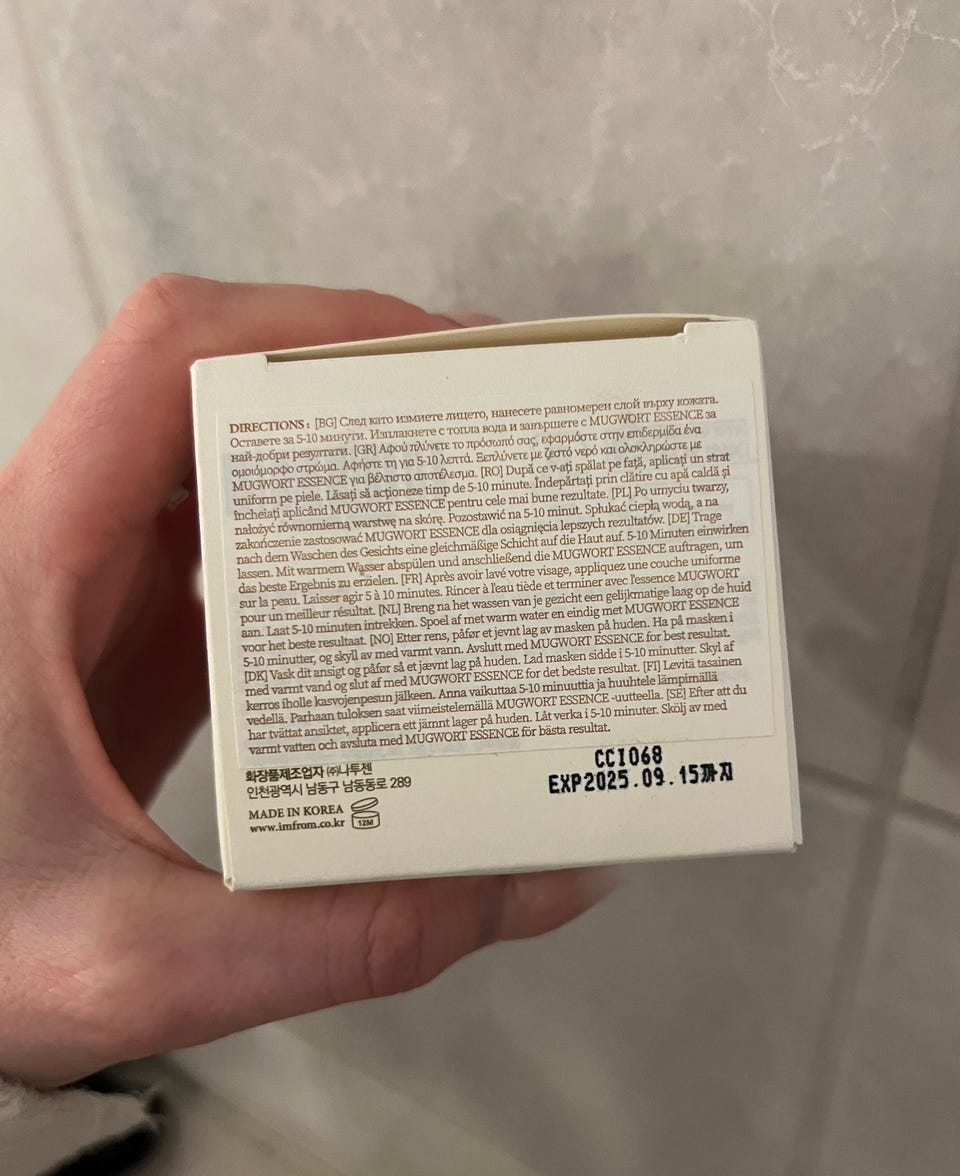 DIRECTIONS : [BG] След като измиете лицето, нанесете равномерен слой върху кожата.
Оставете за 5-10 минути. Изплакнете с топла вода и завършете с MUGWORT ESSENCE за
най-добри резултати. [GR] Αφού πλύνετε το πρόσωπό σας, εφαρμόστε στην επιδερμίδα ένα
ομοιόμορφο στρώμα. Αφήστε τη για 5-10 λεπτά. Ξεπλύνετε με ζεστό νερό και ολοκληρώστε με
MUGWORT ESSENCE για βέλτιστο αποτέλεσμα. [RO] După ce v-ați spălat pe față, aplicați un strat
uniform pe piele. Lăsați să acționeze timp de 5-10 minute. Îndepărtați prin clătire cu apă caldă și
încheiați aplicând MUGWORT ESSENCE pentru cele mai bune rezultate. [PL] Po umyciu twarzy,
nałożyć równomierną warstwę na skórę. Pozostawić na 5-10 minut. Spłukać ciepłą wodą, a na
zakończenie zastosować MUGWORT ESSENCE dla osiągnięcia lepszych rezultatów. [DE] Trage
nach dem Waschen des Gesichts eine gleichmäßige Schicht auf die Haut auf. 5-10 Minuten einwirken
lassen. Mit warmem Wasser abspülen und anschließend die MUGWORT ESSENCE auftragen, um
das beste Ergebnis zu erzielen. [FR] Après avoir lavé votre visage, appliquez une couche uniforme
sur la peau. Laisser agir 5 à 10 minutes. Rincer à l'eau tiède et terminer avec l'essence MUGWORT
pour un meilleur résultat. [NL] Breng na het wassen van je gezicht een gelijkmatige laag op de huid
aan. Laat 5-10 minuten intrekken. Spoel af met warm water en eindig met MUGWORT ESSENCE
voor het beste resultaat. [NO] Etter rens, påfør et jevnt lag av masken på huden. Ha på masken i
5-10 minutter, og skyll av med varmt vann. Avslutt med MUGWORT ESSENCE for best resultat.
[DK] Vask dit ansigt og påfør så et jævnt lag på huden. Lad masken sidde i 5-10 minutter. Skyl af
med varmt vand og slut af med MUGWORT ESSENCE for det bedste resultat. [FI] Levitä tasainen
kerros iholle kasvojenpesun jälkeen. Anna vaikuttaa 5-10 minuuttia ja huuhtele lämpimällä
vedellä. Parhaan tuloksen saat viimeistelemällä MUGWORT ESSENCE -uutteella. [SE] Efter att du
har tvättat ansiktet, applicera ett jämnt lager på huden. Låt verka i 5-10 minuter. Skölj av med
varmt vatten och avsluta med MUGWORT ESSENCE för bästa resultat.
화장품제조업자 ㈜나투젠
인천광역시 남동구 남동동로 289
MADE IN KOREA
www.imfrom.co.kr 12M
CCI068
EXP2025.09.15까지